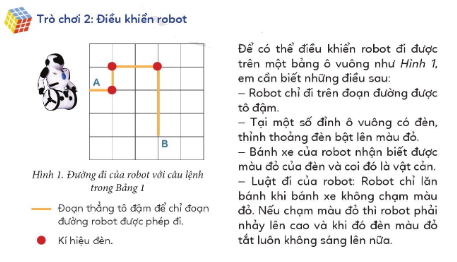 Trò chơi 2: Điều khiển robot
A
B
Hình 1. Đường đi của robot với câu lệnh
trong Bảng 1
Đoạn thẳng tô đậm để chỉ đoạn
đường robot được phép đi.
Kí hiệu đèn.
Để có thể điều khiển robot đi được
trên một bảng ô vuông như Hình 1,
em cần biết những điều sau:
– Robot chỉ đi trên đoạn đường được
tô đậm.
– Tại một số đỉnh ô vuông có đèn,
thỉnh thoảng đèn bật lên màu đỏ.
– Bánh xe của robot nhận biết được
màu đỏ của đèn và coi đó là vật cản.
– Luật đi của robot: Robot chỉ lăn
bánh khi bánh xe không chạm màu
đỏ. Nếu chạm màu đỏ thì robot phải
nhảy lên cao và khi đó đèn màu đỏ
tắt luôn không sáng lên nữa.